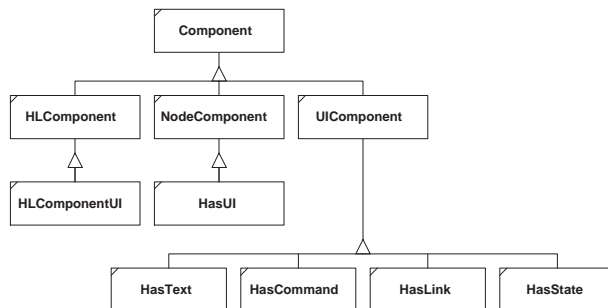 Component
HLComponent
NodeComponent
UIComponent
HLComponentUI
HasUI
HasText
HasCommand
HasLink
HasState